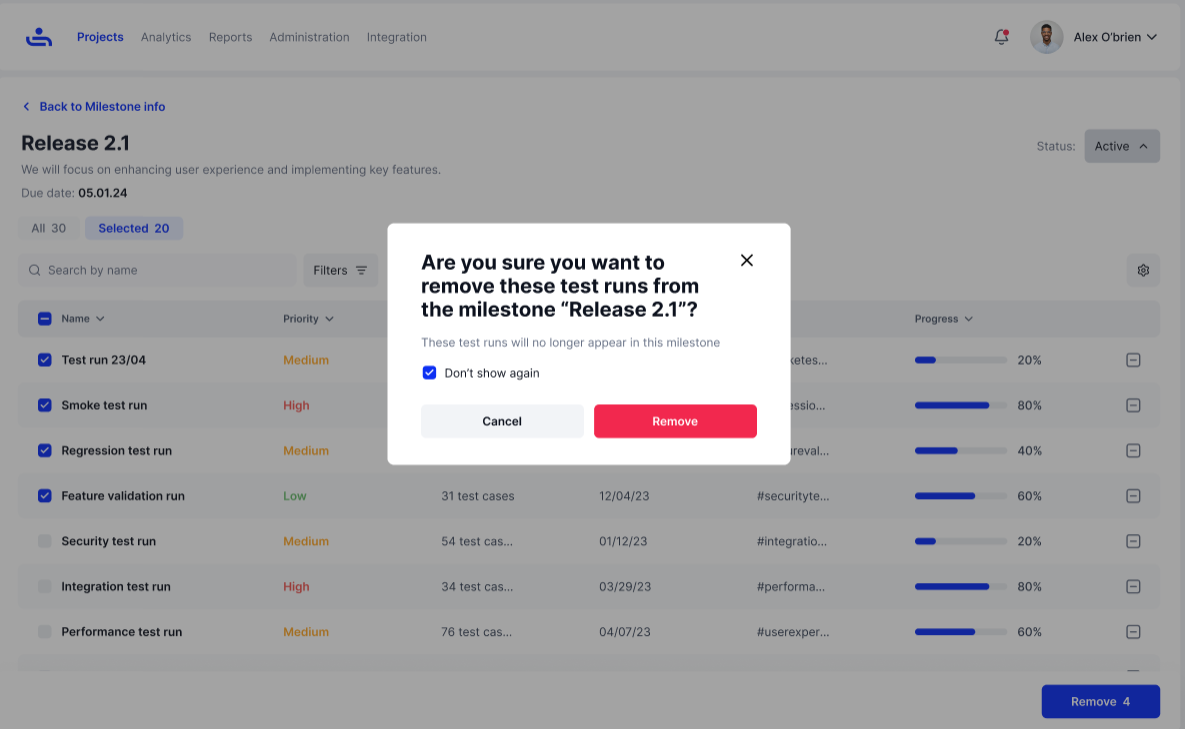 Projects Analytics Reports Administration Integration Alex O'brien
Back to Milestone info
Release 2.1
Status: Active
We will focus on enhancing user experience and implementing key features.
Due date: 05.01.24
All 30 Selected 20
Search by name Filters
Are you sure you want to
remove these test runs from
the milestone “Release 2.1”?
These test runs will no longer appear in this milestone
Don’t show again
Cancel Remove
Name Priority Progress
Test run 23/04 Medium 20%
Smoke test run High 80%
Regression test run Medium 40%
Feature validation run Low 31 test cases 12/04/23 #securityte... 60%
Security test run Medium 54 test cas... 01/12/23 #integratio... 20%
Integration test run High 34 test cas... 03/29/23 #performa... 80%
Performance test run Medium 76 test cas... 04/07/23 #userexper... 60%
Remove 4